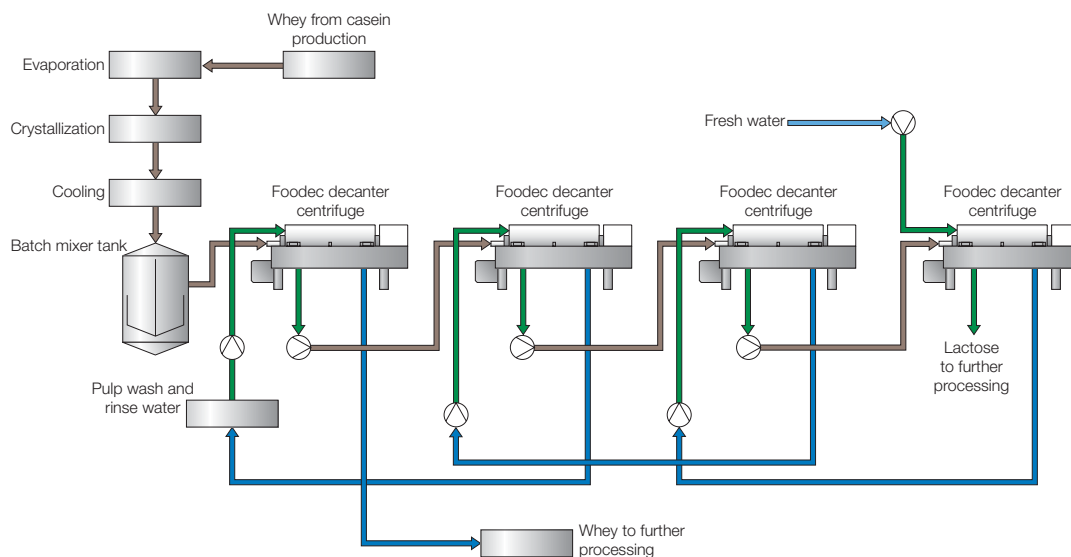 Whey from casein
production
Evaporation
Crystallization
Cooling
Batch mixer tank
Fresh water
Foodec decanter
centrifuge
Foodec decanter
centrifuge
Foodec decanter
centrifuge
Foodec decanter
centrifuge
Pulp wash and
rinse water
Lactose
to further
processing
Whey to further
processing